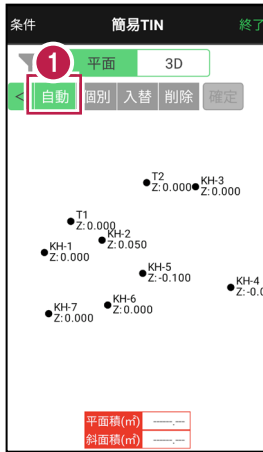 条件 簡易TIN 終了
1 平面 3D
< 自動 個別 入替 削除 確定
T2
Z:0.000
KH-3
Z:0.000
T1
Z:0.000
KH-2
Z:0.050
KH-1
Z:0.000
KH-5
Z:-0.100
KH-4
Z:-0.0
KH-6
Z:0.000
KH-7
Z:0.000
平面積(㎡) -----.---
斜面積(㎡) -----.---